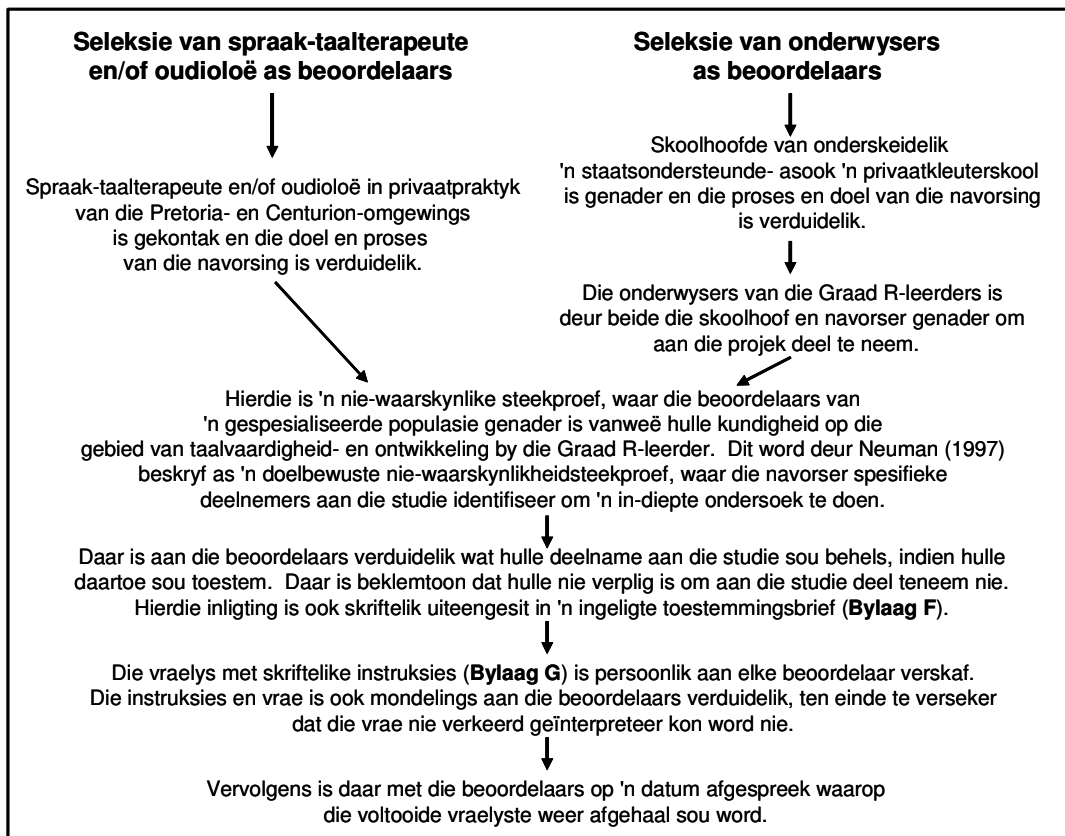 Seleksie van spraak-taalterapeute
en/of oudioloë as beoordelaars
Spraak-taalterapeute en/of oudioloë in privaatpraktyk
van die Pretoria- en Centurion-omgewings
is gekontak en die doel en proses
van die navorsing is verduidelik.
Seleksie van onderwysers
as beoordelaars
Skoolhoofde van onderskeidelik
'n staatsondersteunde- asook 'n privaatkleuterskool
is genader en die proses en doel van die navorsing
is verduidelik.
Die onderwysers van die Graad R-leerders is
deur beide die skoolhoof en navorser genader om
aan die projek deel te neem.
Hierdie is 'n nie-waarskynlike steekproef, waar die beoordelaars van
'n gespesialiseerde populasie genader is vanweë hulle kundigheid op die
gebied van taalvaardigheid- en ontwikkeling by die Graad R-leerder. Dit word deur Neuman (1997)
beskryf as 'n doelbewuste nie-waarskynlikheidsteekproef, waar die navorser spesifieke
deelnemers aan die studie identifiseer om 'n in-diepte ondersoek te doen.
Daar is aan die beoordelaars verduidelik wat hulle deelname aan die studie sou behels, indien hulle
daartoe sou toestem. Daar is beklemtoon dat hulle nie verplig is om aan die studie deel teneem nie.
Hierdie inligting is ook skriftelik uiteengesit in 'n ingeligte toestemmingsbrief (Bylaag F).
Die vraelys met skriftelike instruksies (Bylaag G) is persoonlik aan elke beoordelaar verskaf.
Die instruksies en vrae is ook mondelings aan die beoordelaars verduidelik, ten einde te verseker
dat die vrae nie verkeerd geïnterpreteer kon word nie.
Vervolgens is daar met die beoordelaars op 'n datum afgespreek waarop
die voltooide vraelyste weer afgehaal sou word.